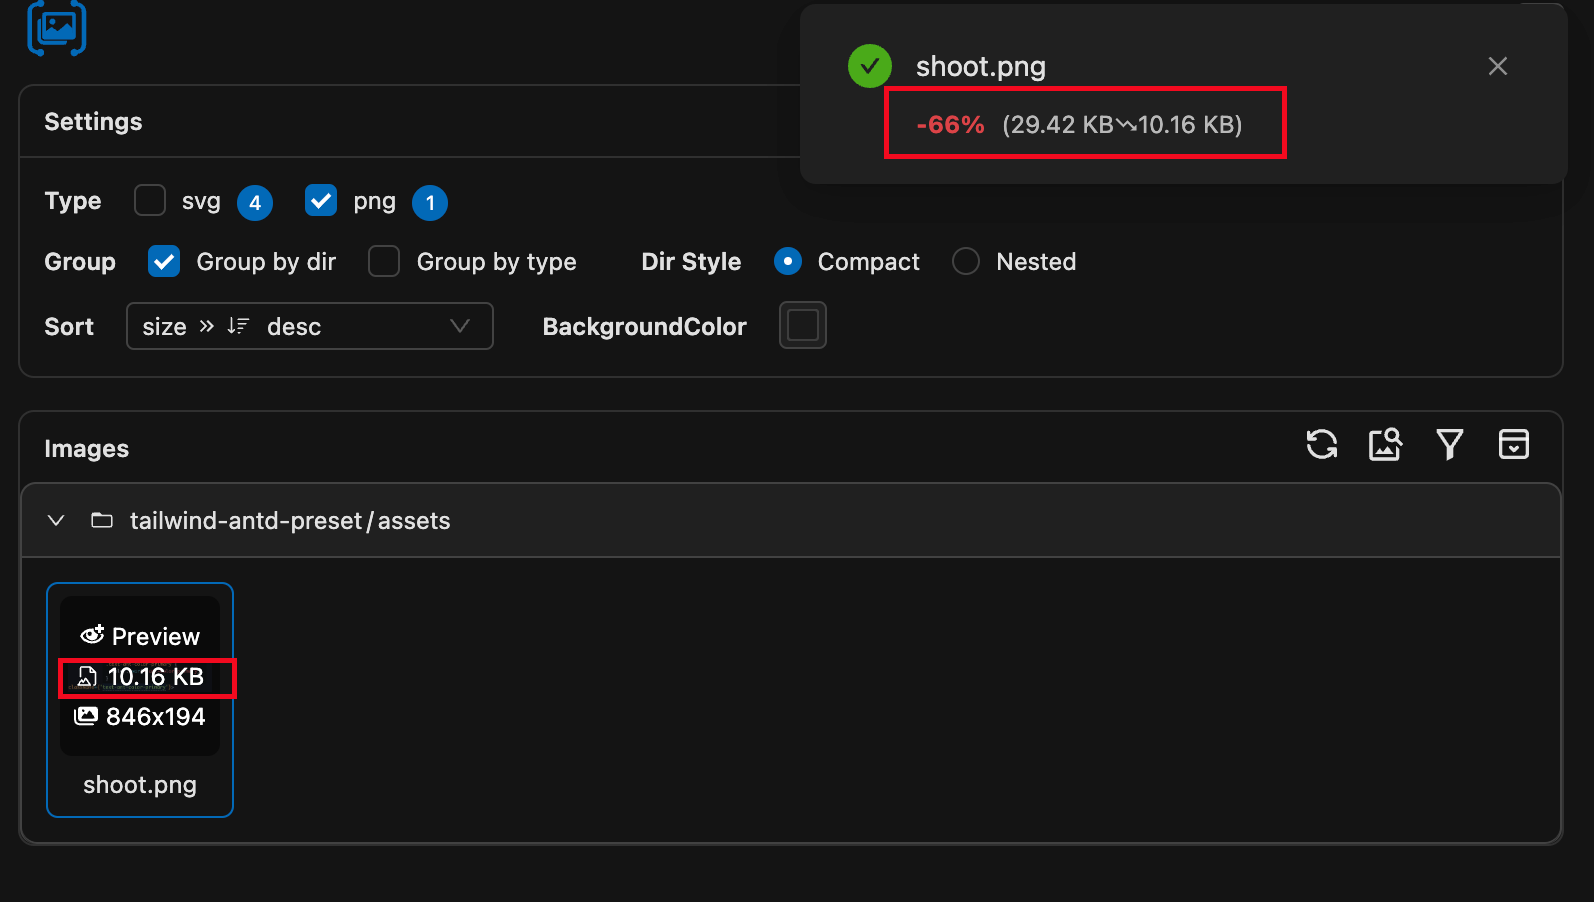 shoot.png
-66% (29.42 KB 10.16 KB)
Settings
Type svg 4 png 1
Group Group by dir Group by type Dir Style Compact Nested
Sort size » desc BackgroundColor
Images
tailwind-antd-preset/assets
Preview
10.16 KB
846x194
shoot.png